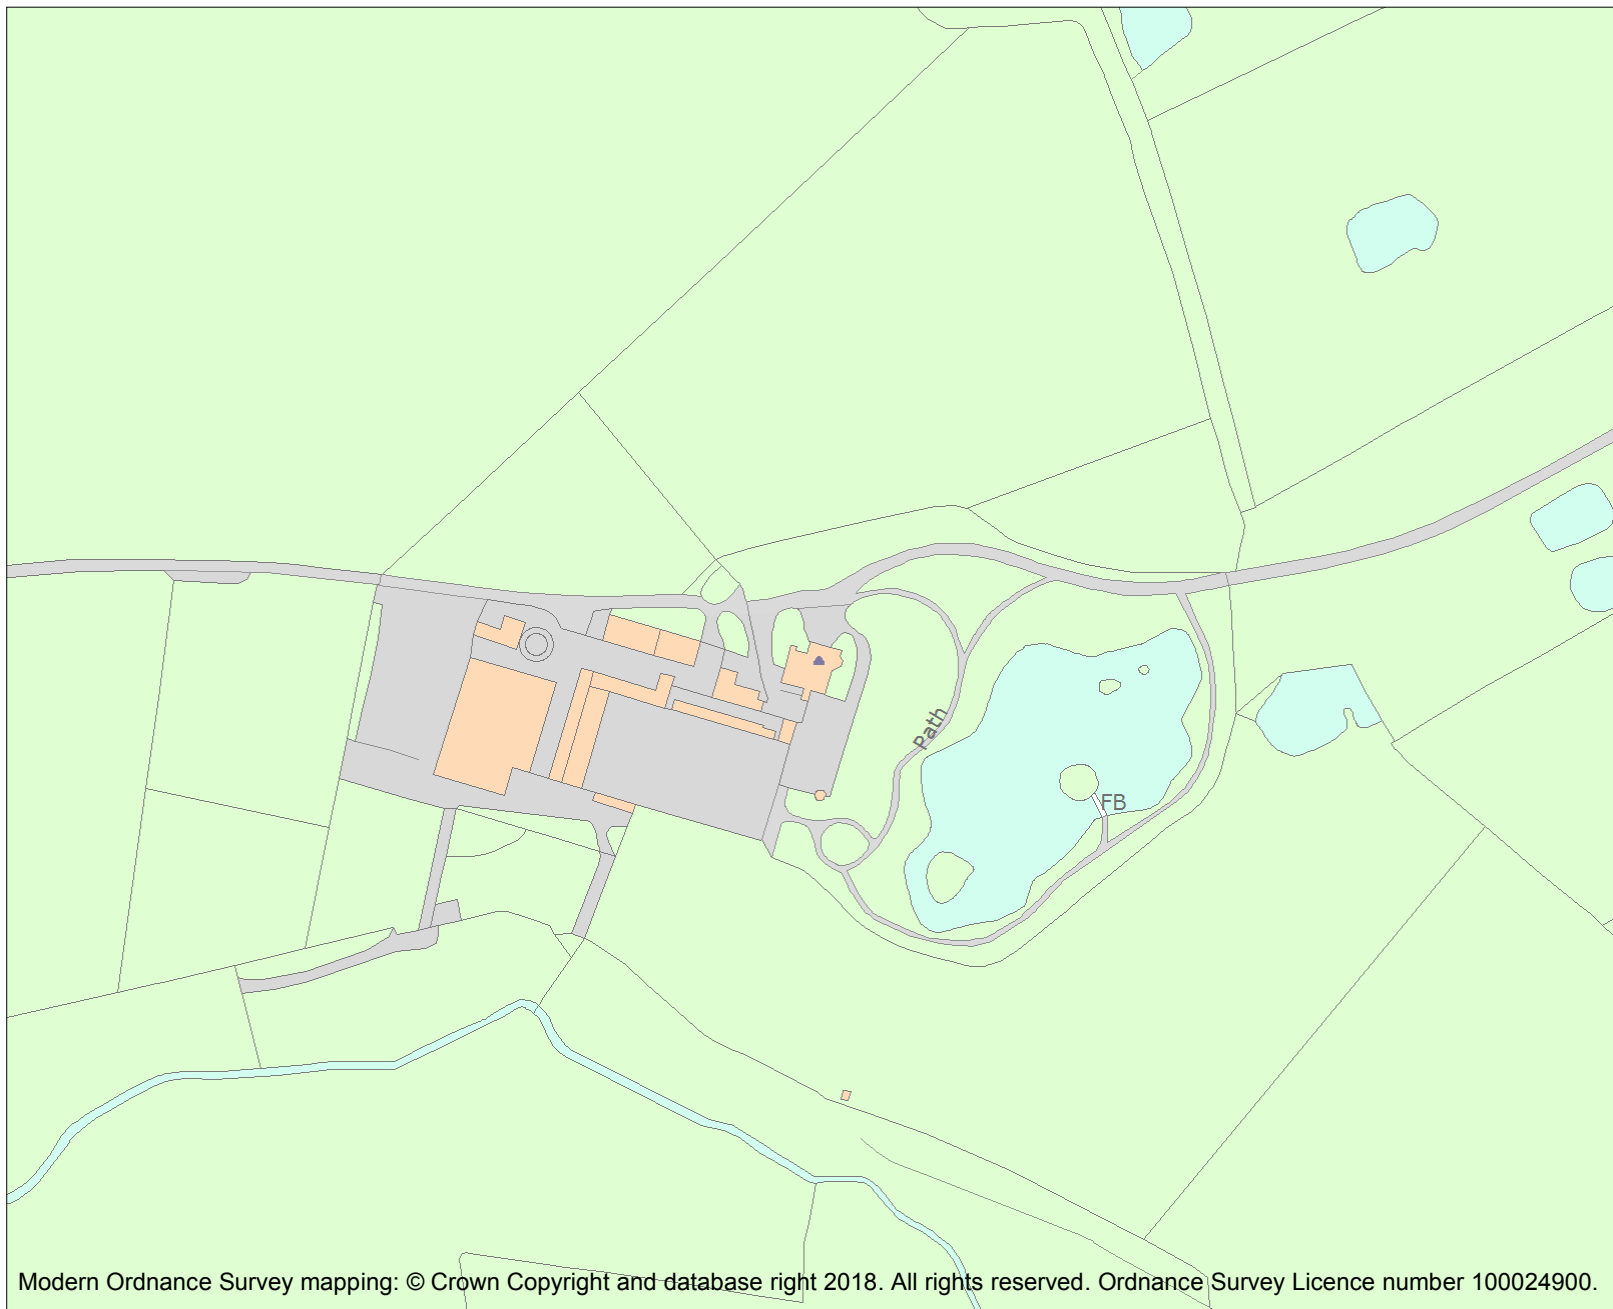 Path
FB
Modern Ordnance Survey mapping: © Crown Copyright and database right 2018. All rights reserved. Ordnance Survey Licence number 100024900.